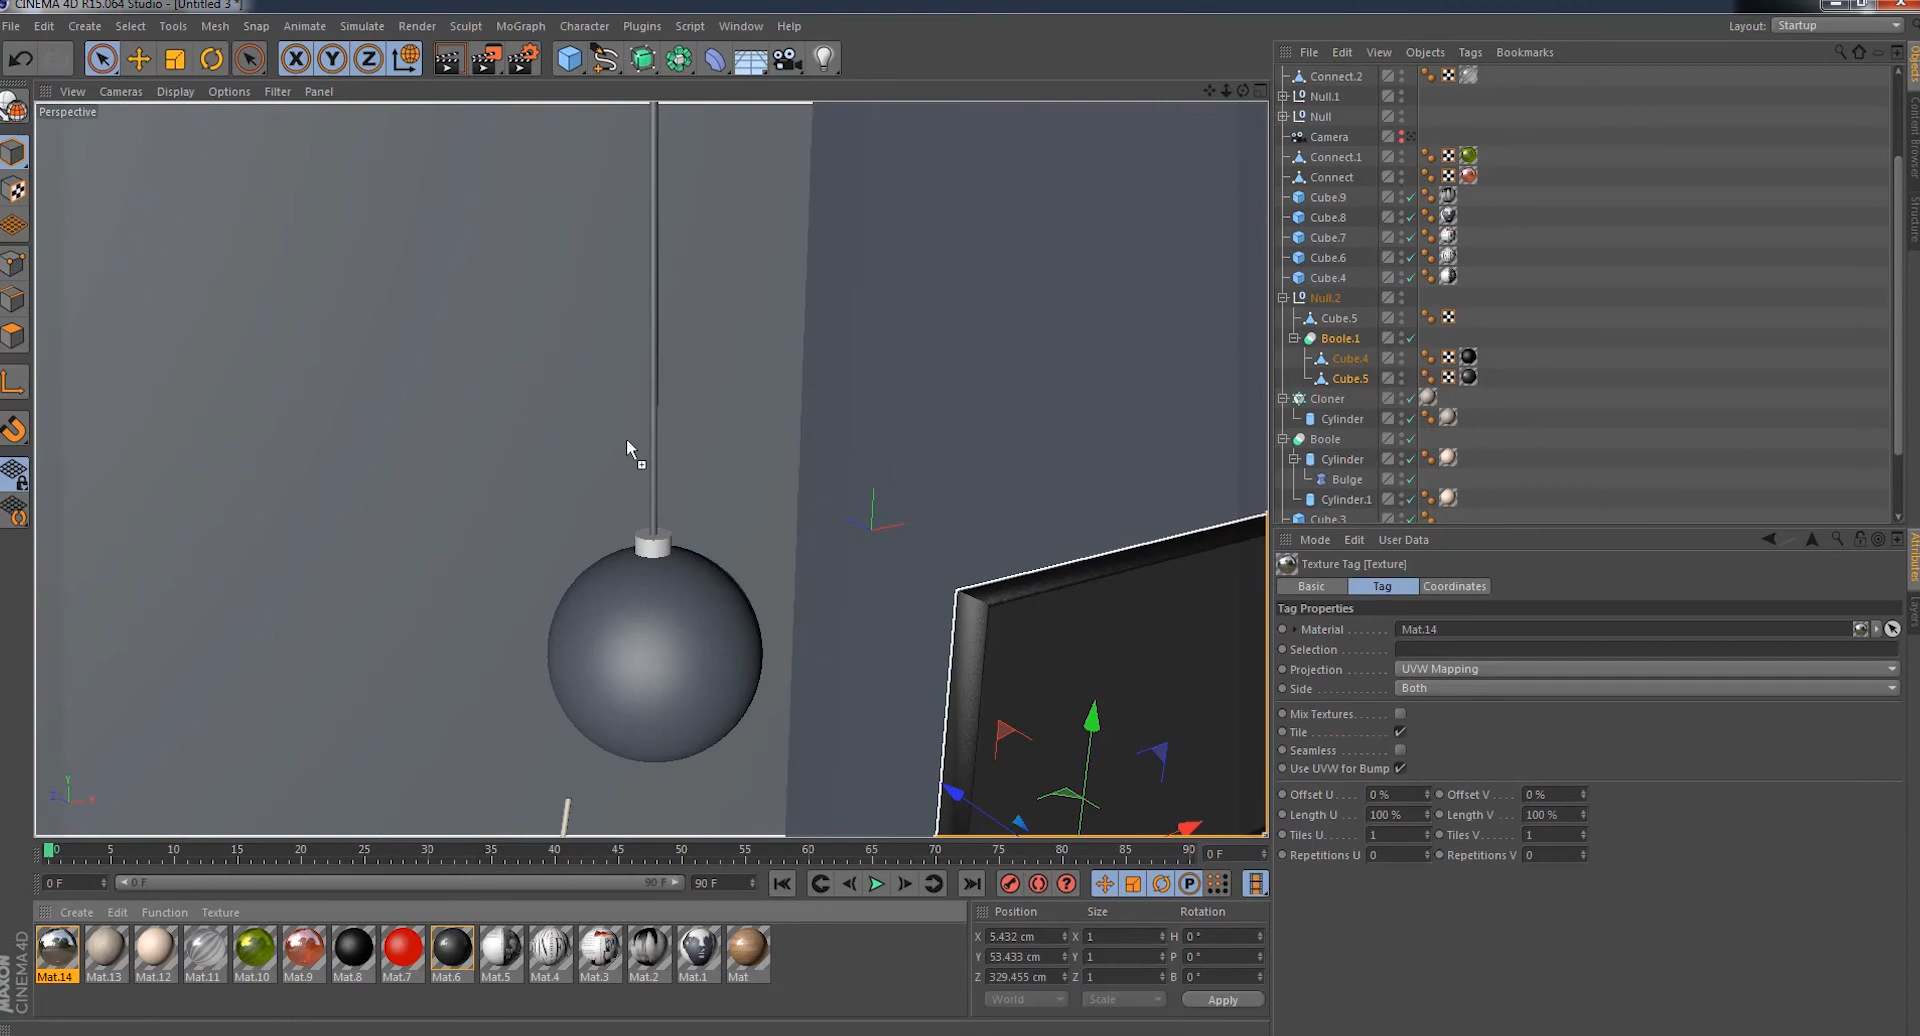 CINEMA 4D R15.064 Studio - [Untitled 3 *]
File Edit Create Select Tools Mesh Snap Animate Simulate Render Sculpt MoGraph Character Plugins Script Window Help
Layout: Startup
View Cameras Display Options Filter Panel
Perspective
Y
Z X
File Edit View Objects Tags Bookmarks
Connect.2
Null.1
Null
Camera
Connect.1
Connect
Cube.9
Cube.8
Cube.7
Cube.6
Cube.4
Null.2
Cube.5
Boole.1
Cube.4
Cube.5
Cloner
Cylinder
Boole
Cylinder
Bulge
Cylinder.1
Cube.3
Objects
Content Browser
Structure
Mode Edit User Data
Texture Tag [Texture]
Basic Tag Coordinates
Tag Properties
Material Mat.14
Selection
Projection UVW Mapping
Side Both
Mix Textures
Tile
Seamless
Use UVW for Bump
Offset U 0 % Offset V 0 %
Length U 100 % Length V 100 %
Tiles U 1 Tiles V 1
Repetitions U 0 Repetitions V 0
Attributes
Layers
0 5 10 15 20 25 30 35 40 45 50 55 60 65 70 75 80 85 90 0 F
0 F 0 F 90 F 90 F
Create Edit Function Texture
Mat.14 Mat.13 Mat.12 Mat.11 Mat.10 Mat.9 Mat.8 Mat.7 Mat.6 Mat.5 Mat.4 Mat.3 Mat.2 Mat.1 Mat
MAXON
CINEMA 4D
Position Size Rotation
X 5.432 cm X 1 H 0 °
Y 53.433 cm Y 1 P 0 °
Z 329.455 cm Z 1 B 0 °
World Scale Apply